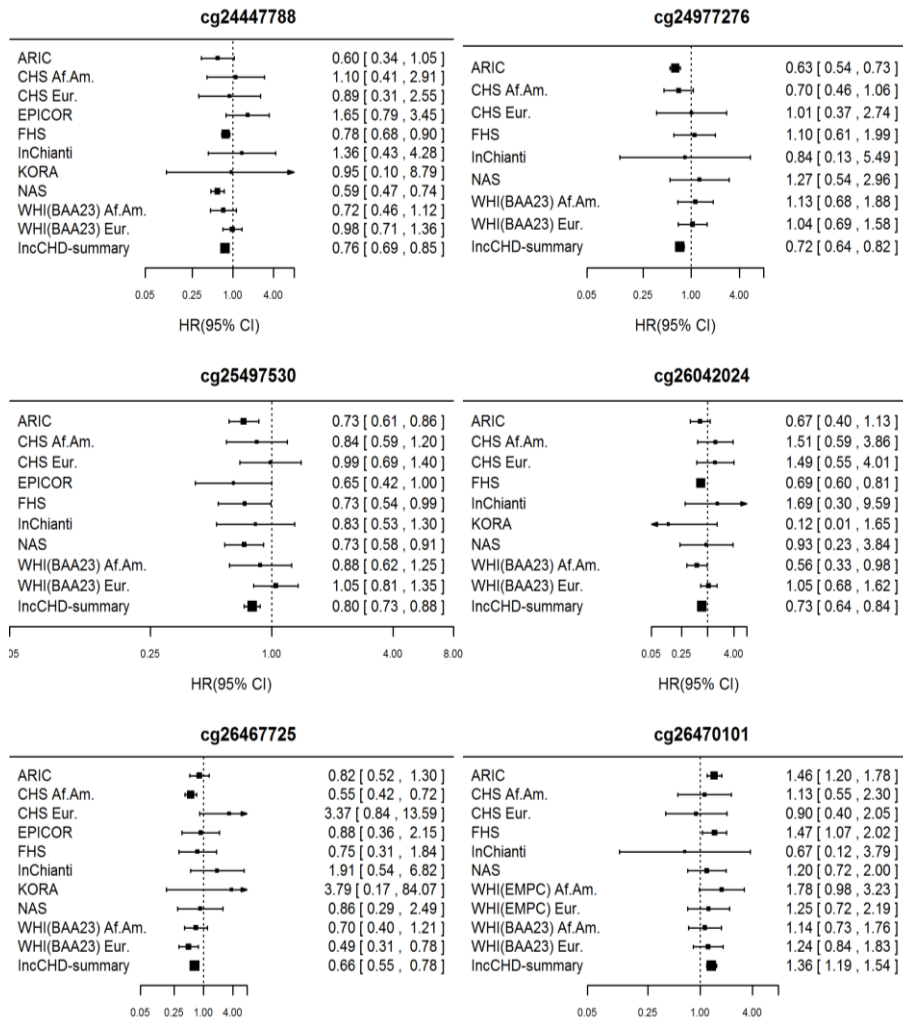 cg24447788
ARIC 0.60 [ 0.34 , 1.05 ]
CHS Af.Am. 1.10 [ 0.41 , 2.91 ]
CHS Eur. 0.89 [ 0.31 , 2.55 ]
EPICOR 1.65 [ 0.79 , 3.45 ]
FHS 0.78 [ 0.68 , 0.90 ]
InChianti 1.36 [ 0.43 , 4.28 ]
KORA 0.95 [ 0.10 , 8.79 ]
NAS 0.59 [ 0.47 , 0.74 ]
WHI(BAA23) Af.Am. 0.72 [ 0.46 , 1.12 ]
WHI(BAA23) Eur. 0.98 [ 0.71 , 1.36 ]
IncCHD-summary 0.76 [ 0.69 , 0.85 ]
0.05 0.25 1.00 4.00
HR(95% CI)
cg24977276
ARIC 0.63 [ 0.54 , 0.73 ]
CHS Af.Am. 0.70 [ 0.46 , 1.06 ]
CHS Eur. 1.01 [ 0.37 , 2.74 ]
FHS 1.10 [ 0.61 , 1.99 ]
InChianti 0.84 [ 0.13 , 5.49 ]
NAS 1.27 [ 0.54 , 2.96 ]
WHI(BAA23) Af.Am. 1.13 [ 0.68 , 1.88 ]
WHI(BAA23) Eur. 1.04 [ 0.69 , 1.58 ]
IncCHD-summary 0.72 [ 0.64 , 0.82 ]
0.05 0.25 1.00 4.00
HR(95% CI)
cg25497530
ARIC 0.73 [ 0.61 , 0.86 ]
CHS Af.Am. 0.84 [ 0.59 , 1.20 ]
CHS Eur. 0.99 [ 0.69 , 1.40 ]
EPICOR 0.65 [ 0.42 , 1.00 ]
FHS 0.73 [ 0.54 , 0.99 ]
InChianti 0.83 [ 0.53 , 1.30 ]
NAS 0.73 [ 0.58 , 0.91 ]
WHI(BAA23) Af.Am. 0.88 [ 0.62 , 1.25 ]
WHI(BAA23) Eur. 1.05 [ 0.81 , 1.35 ]
IncCHD-summary 0.80 [ 0.73 , 0.88 ]
05 0.25 1.00 4.00 8.00
HR(95% CI)
cg26042024
ARIC 0.67 [ 0.40 , 1.13 ]
CHS Af.Am. 1.51 [ 0.59 , 3.86 ]
CHS Eur. 1.49 [ 0.55 , 4.01 ]
FHS 0.69 [ 0.60 , 0.81 ]
InChianti 1.69 [ 0.30 , 9.59 ]
KORA 0.12 [ 0.01 , 1.65 ]
NAS 0.93 [ 0.23 , 3.84 ]
WHI(BAA23) Af.Am. 0.56 [ 0.33 , 0.98 ]
WHI(BAA23) Eur. 1.05 [ 0.68 , 1.62 ]
IncCHD-summary 0.73 [ 0.64 , 0.84 ]
0.05 0.25 4.00
HR(95% CI)
cg26467725
ARIC 0.82 [ 0.52 , 1.30 ]
CHS Af.Am. 0.55 [ 0.42 , 0.72 ]
CHS Eur. 3.37 [ 0.84 , 13.59 ]
EPICOR 0.88 [ 0.36 , 2.15 ]
FHS 0.75 [ 0.31 , 1.84 ]
InChianti 1.91 [ 0.54 , 6.82 ]
KORA 3.79 [ 0.17 , 84.07 ]
NAS 0.86 [ 0.29 , 2.49 ]
WHI(BAA23) Af.Am. 0.70 [ 0.40 , 1.21 ]
WHI(BAA23) Eur. 0.49 [ 0.31 , 0.78 ]
IncCHD-summary 0.66 [ 0.55 , 0.78 ]
0.05 0.25 1.00 4.00
cg26470101
ARIC 1.46 [ 1.20 , 1.78 ]
CHS Af.Am. 1.13 [ 0.55 , 2.30 ]
CHS Eur. 0.90 [ 0.40 , 2.05 ]
FHS 1.47 [ 1.07 , 2.02 ]
InChianti 0.67 [ 0.12 , 3.79 ]
NAS 1.20 [ 0.72 , 2.00 ]
WHI(EMPC) Af.Am. 1.78 [ 0.98 , 3.23 ]
WHI(EMPC) Eur. 1.25 [ 0.72 , 2.19 ]
WHI(BAA23) Af.Am. 1.14 [ 0.73 , 1.76 ]
WHI(BAA23) Eur. 1.24 [ 0.84 , 1.83 ]
IncCHD-summary 1.36 [ 1.19 , 1.54 ]
0.05 0.25 1.00 4.00